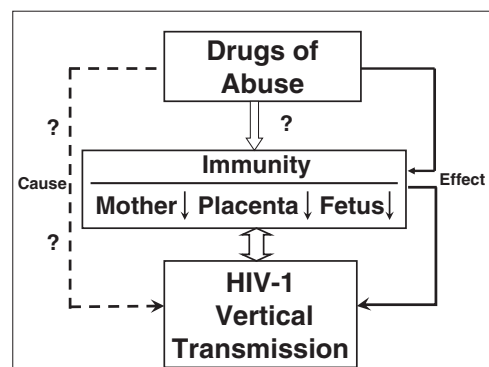 Drugs of
Abuse
?
?
Immunity
Cause
Effect
Mother↓ Placenta↓ Fetus↓
?
HIV-1
Vertical
Transmission